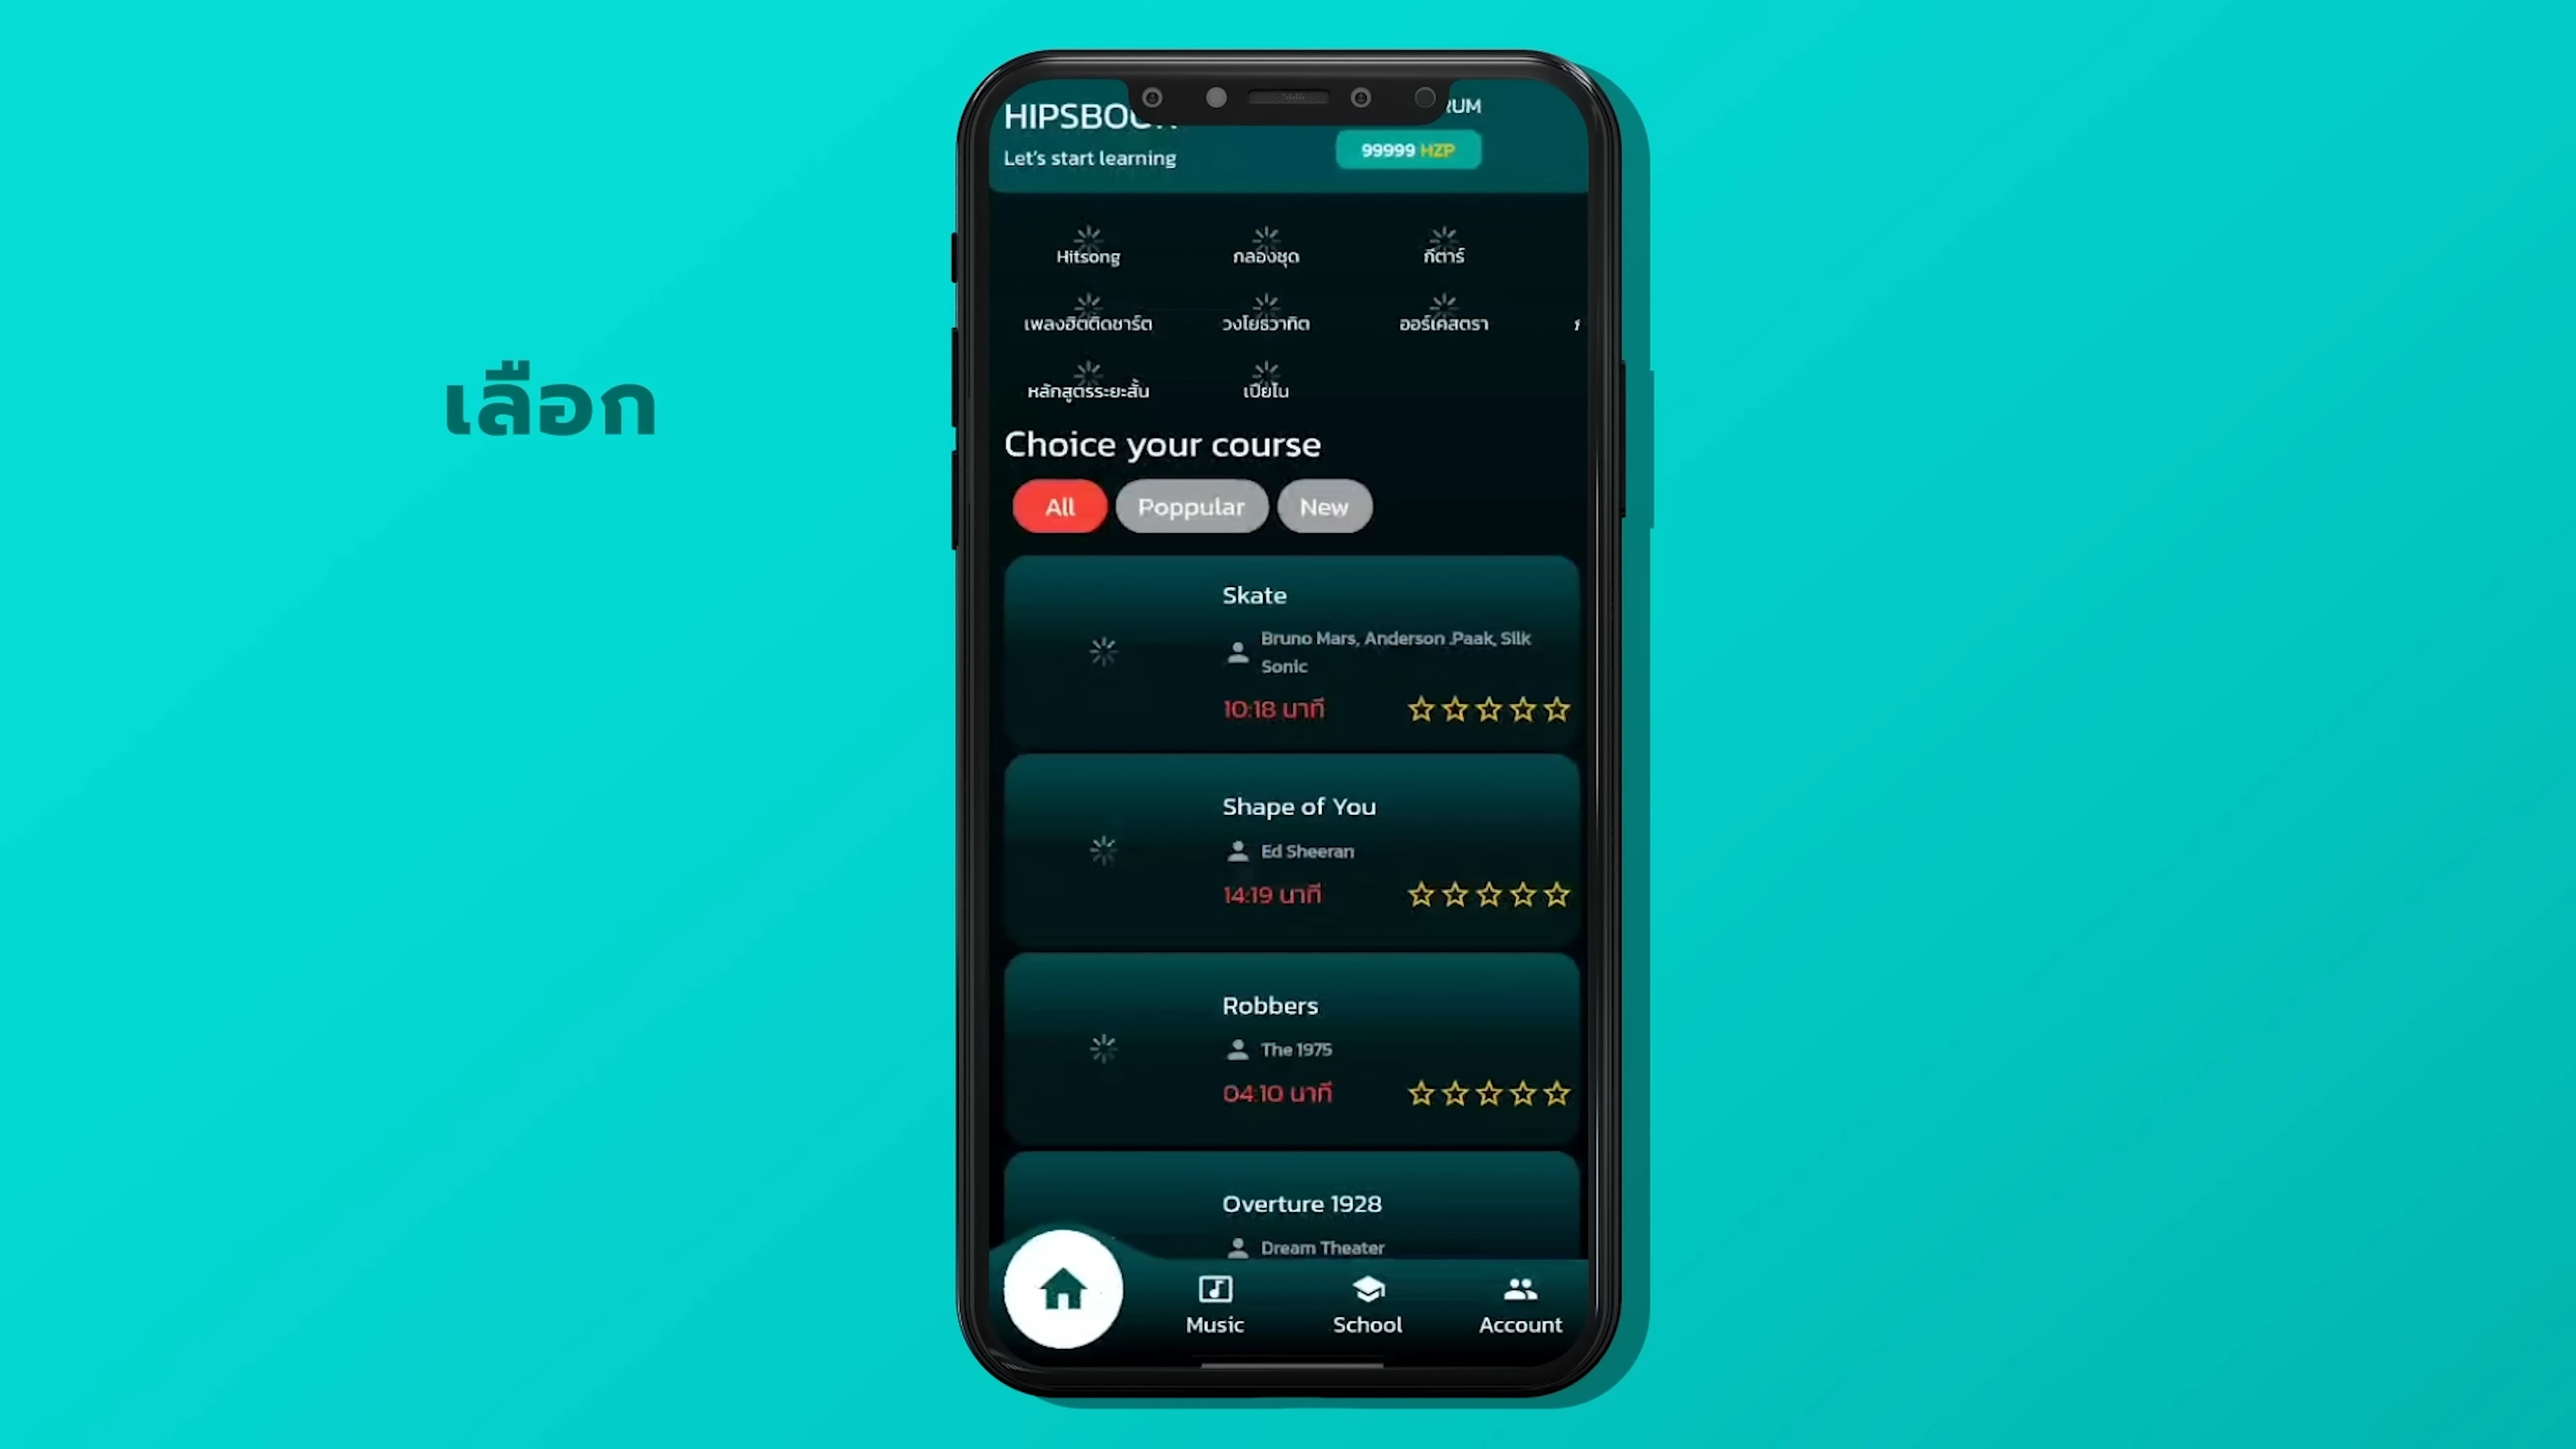 เลือก
Let's start learning
99999 HZP
Hitsong
กลองชุด
กีตาร์
เพลงฮิตติดชาร์ต
วงโยธวาทิต
ออร์เคสตรา
หลักสูตรระยะสั้น
เปียโน
Choice your course
All
Poppular
New
Skate
Bruno Mars, Anderson .Paak, Silk
Sonic
10:18 นาที
Shape of You
Ed Sheeran
14:19 นาที
Robbers
The 1975
04:10 นาที
Overture 1928
Dream Theater
Music
School
Account